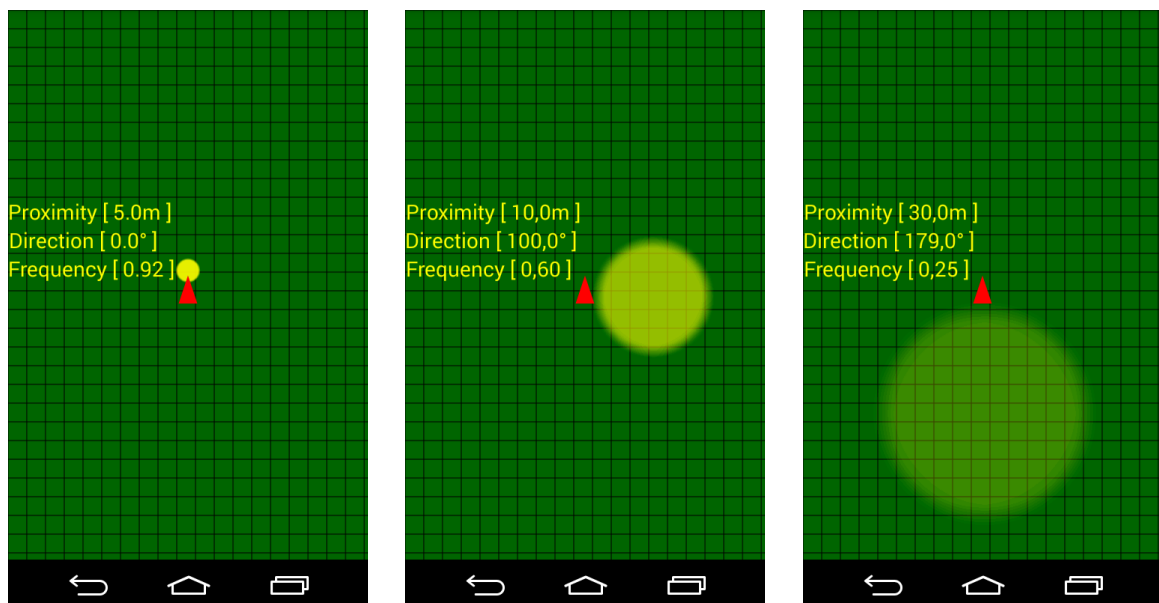 Proximity [ 5.0m ]
Direction [ 0.0° ]
Frequency [ 0.92 ]
Proximity [ 10,0m ]
Direction [ 100,0° ]
Frequency [ 0,60 ]
Proximity [ 30,0m ]
Direction [ 179,0° ]
Frequency [ 0,25 ]